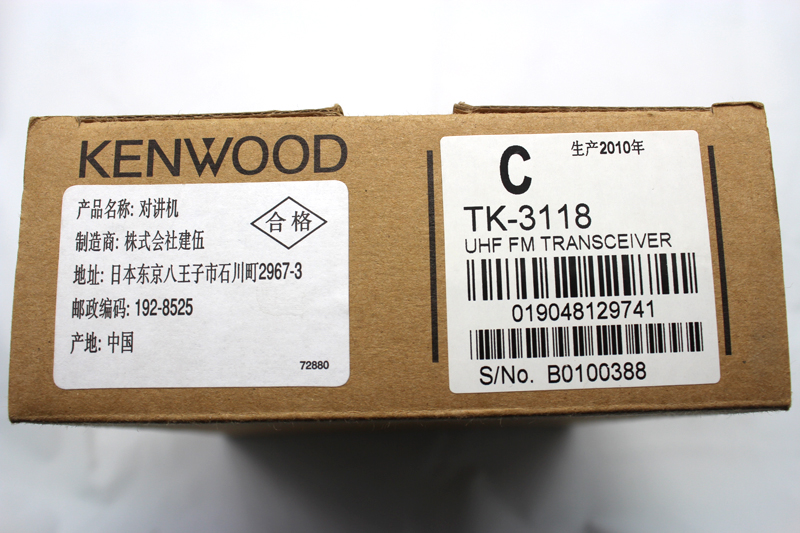 KENWOOD
产品名称: 对讲机
合格
制造商: 株式会社建伍
地址: 日本东京八王子市石川町2967-3
邮政编码: 192-8525
产地: 中国
72880
C
生产2010年
TK-3118
UHF FM TRANSCEIVER
019048129741
S/No. B0100388